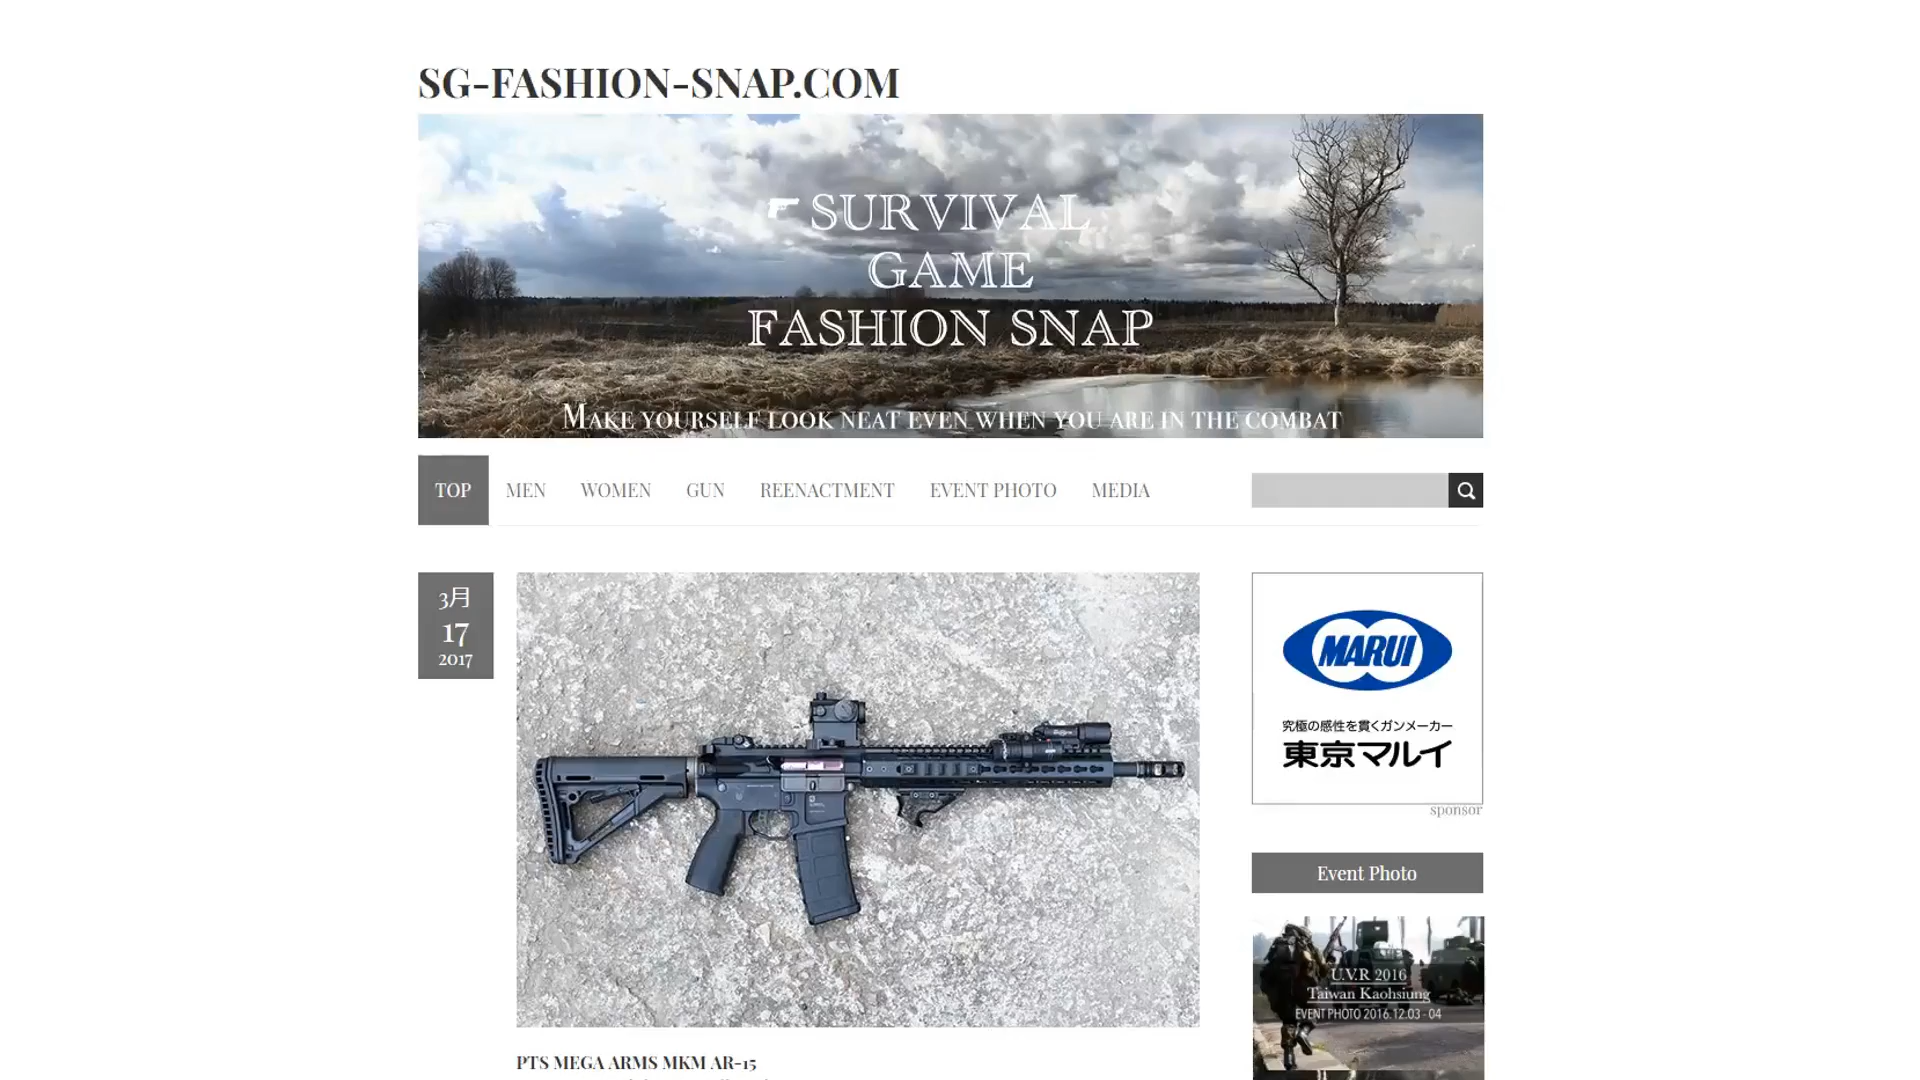 SG-FASHION-SNAP.COM
SURVIVAL
GAME
FASHION SNAP
MAKE YOURSELF LOOK NEAT EVEN WHEN YOU ARE IN THE COMBAT
TOP MEN WOMEN GUN REENACTMENT EVENT PHOTO MEDIA
3月
17
2017
MARUI
究極の感性を貫くガンメーカー
東京マルイ
sponsor
Event Photo
U.V.R 2016
Taiwan Kaohsiung
EVENT PHOTO 2016.12.03 - 04
PTS MEGA ARMS MKM AR-15